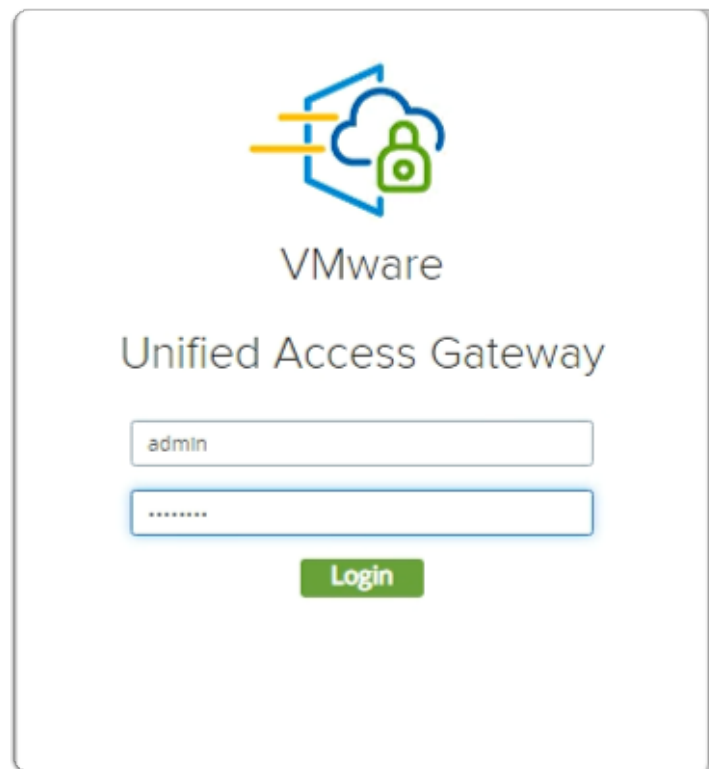 VMware
Unified Access Gateway
admin
••••••••
Login